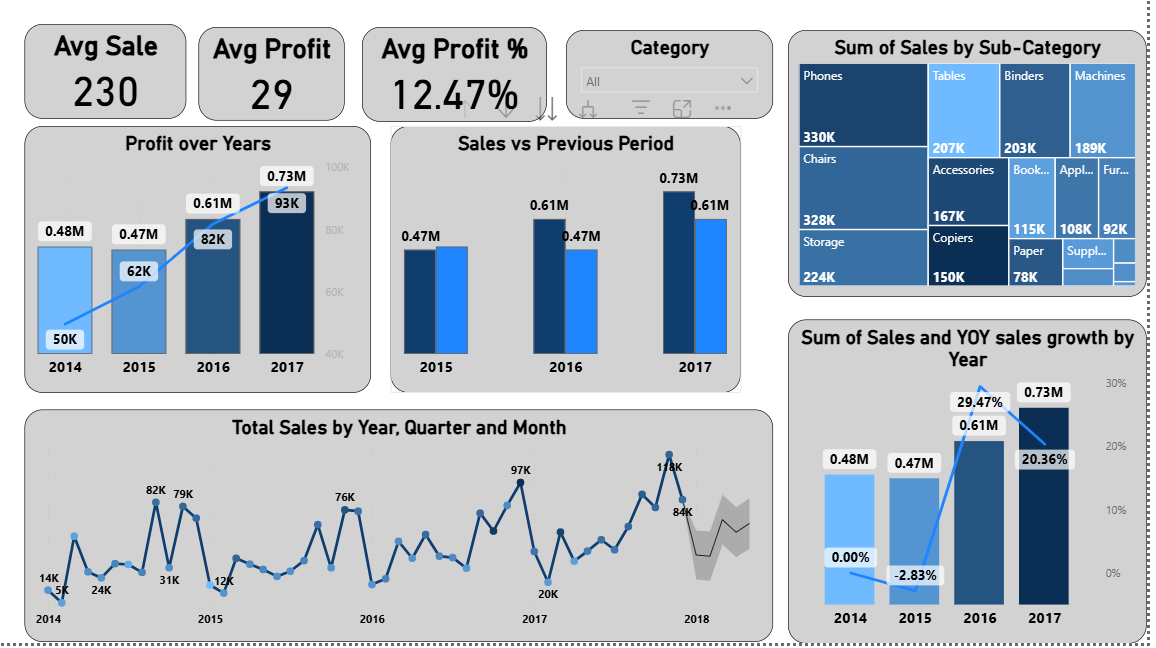 Avg Sale
230
Avg Profit
29
Avg Profit %
12.47%
Category
All
Sum of Sales by Sub-Category
Phones
330K
Chairs
328K
Storage
224K
Tables
207K
Binders
203K
Machines
189K
Accessories
167K
Copiers
150K
Book...
115K
Appl...
108K
Fur...
92K
Paper
78K
Suppl...
Profit over Years
100K
80K
60K
40K
0.48M
0.47M
0.61M
0.73M
50K
62K
82K
93K
2014
2015
2016
2017
Sales vs Previous Period
0.47M
0.61M
0.47M
0.73M
0.61M
2015
2016
2017
Total Sales by Year, Quarter and Month
14K
5K
24K
82K
31K
79K
12K
76K
97K
20K
118K
84K
2014
2015
2016
2017
2018
Sum of Sales and YOY sales growth by
Year
30%
20%
10%
0%
0.48M
0.47M
0.61M
0.73M
0.00%
-2.83%
29.47%
20.36%
2014
2015
2016
2017